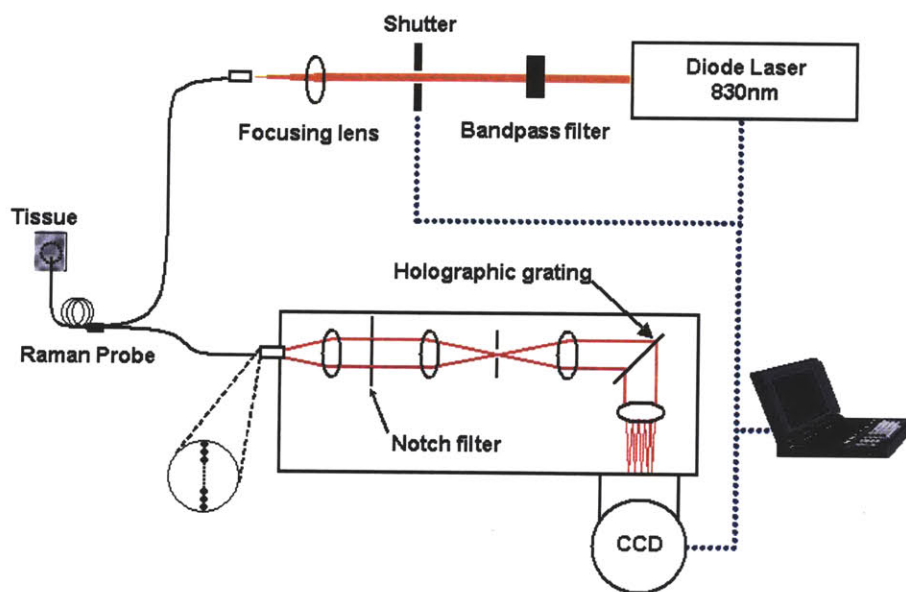 Shutter
Diode Laser
830nm
Focusing lens
Bandpass filter
Tissue
Holographic grating
Raman Probe
Notch filter
CCD